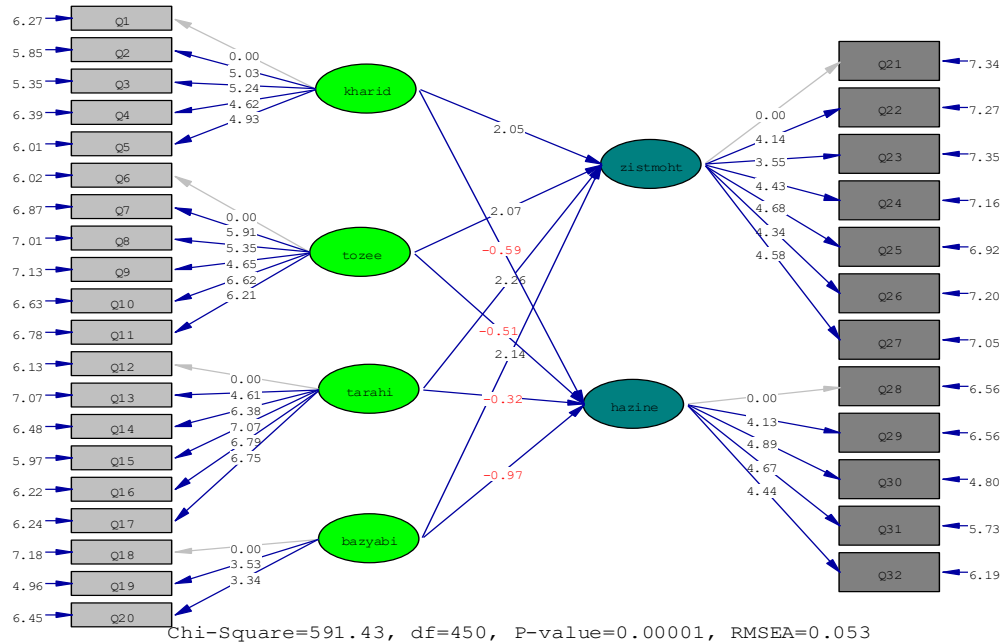 6.27 Q1
5.85 Q2
5.35 Q3
6.39 Q4
6.01 Q5
6.02 Q6
6.87 Q7
7.01 Q8
7.13 Q9
6.63 Q10
6.78 Q11
6.13 Q12
7.07 Q13
6.48 Q14
5.97 Q15
6.22 Q16
6.24 Q17
7.18 Q18
4.96 Q19
6.45 Q20
0.00
5.03
5.24
4.62
4.93
0.00
5.91
5.35
4.65
6.62
6.21
0.00
4.61
6.38
7.07
6.79
6.75
0.00
3.53
3.34
kharid
tozee
tarahi
bazyabi
2.05
2.07
-0.59
2.26
-0.51
2.14
-0.32
-0.97
zistmoht
hazine
0.00
4.14
3.55
4.43
4.68
4.34
4.58
0.00
4.13
4.89
4.67
4.44
Q21 7.34
Q22 7.27
Q23 7.35
Q24 7.16
Q25 6.92
Q26 7.20
Q27 7.05
Q28 6.56
Q29 6.56
Q30 4.80
Q31 5.73
Q32 6.19
Chi-Square=591.43, df=450, P-value=0.00001, RMSEA=0.053